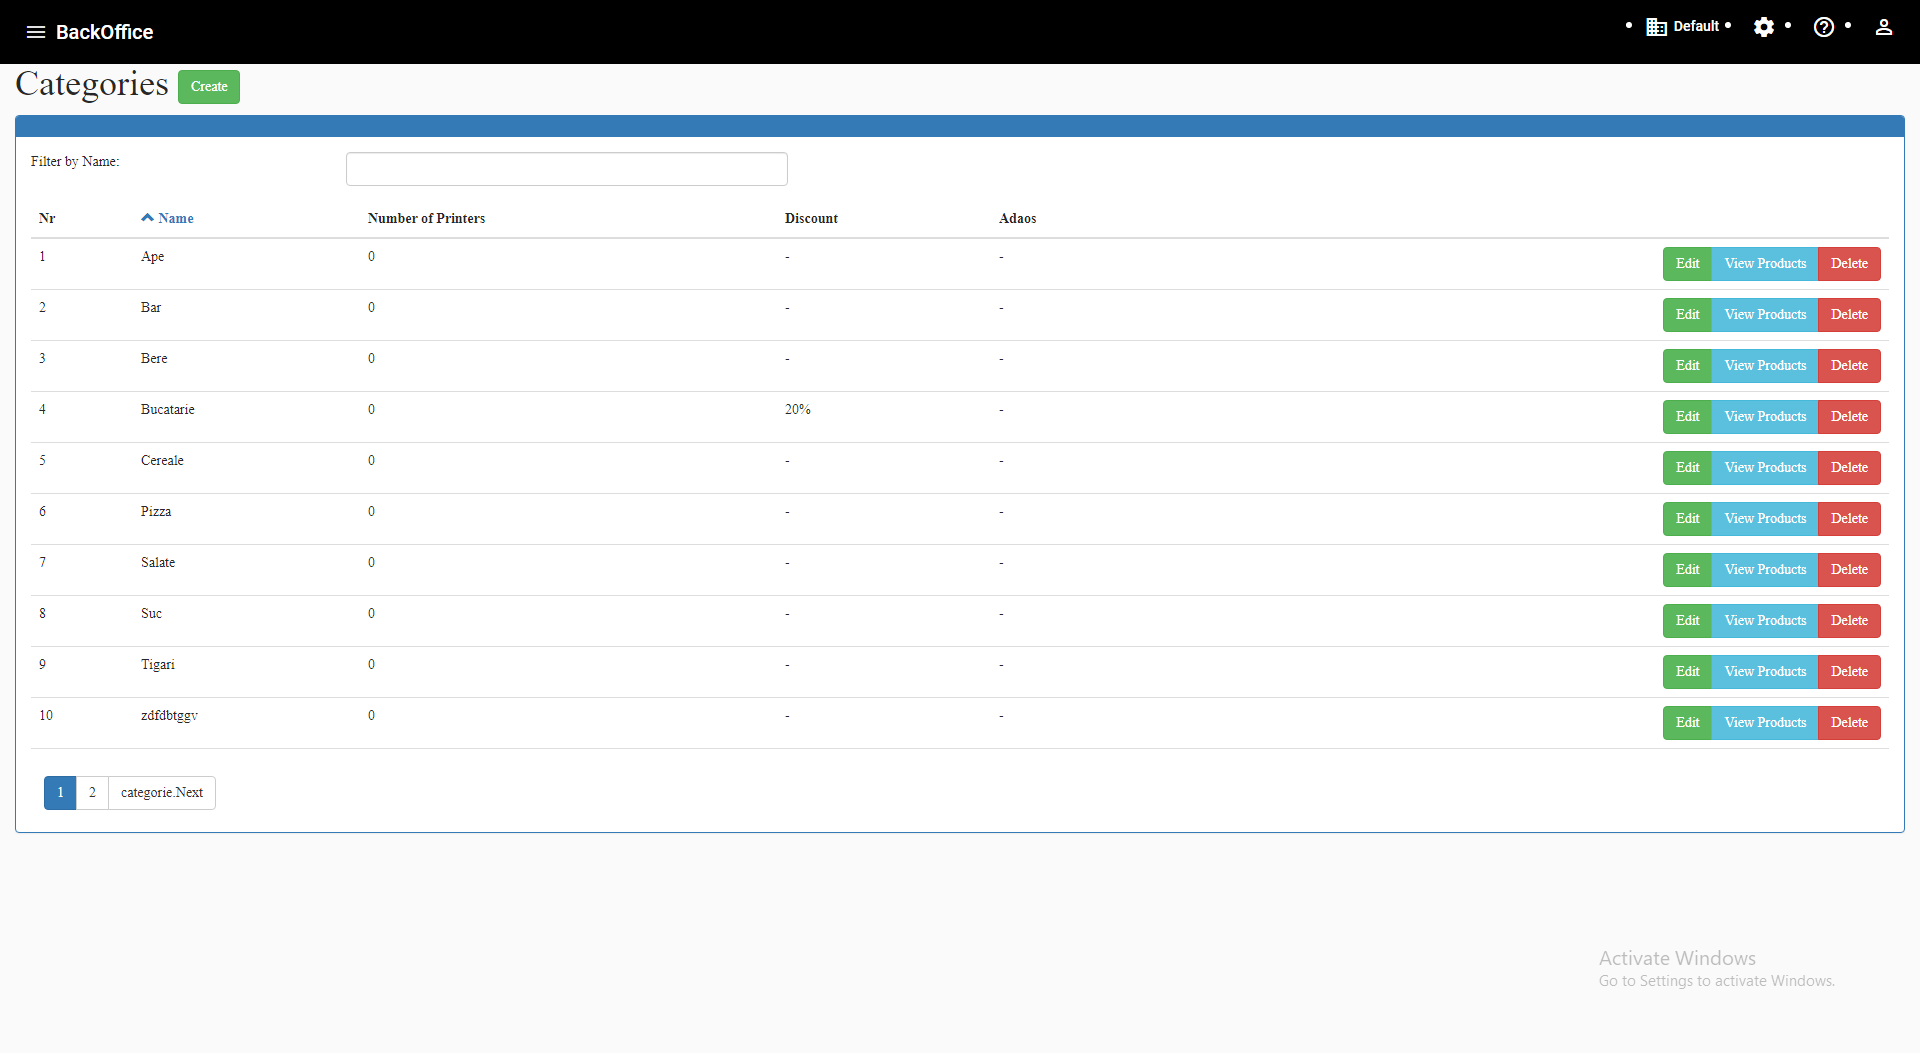 BackOffice
Default
Categories Create
Filter by Name:
Nr Name Number of Printers Discount Adaos
1 Ape 0 - - Edit View Products Delete
2 Bar 0 - - Edit View Products Delete
3 Bere 0 - - Edit View Products Delete
4 Bucatarie 0 20% - Edit View Products Delete
5 Cereale 0 - - Edit View Products Delete
6 Pizza 0 - - Edit View Products Delete
7 Salate 0 - - Edit View Products Delete
8 Suc 0 - - Edit View Products Delete
9 Tigari 0 - - Edit View Products Delete
10 zdfdbtggv 0 - - Edit View Products Delete
1 2 categorie.Next
Activate Windows
Go to Settings to activate Windows.